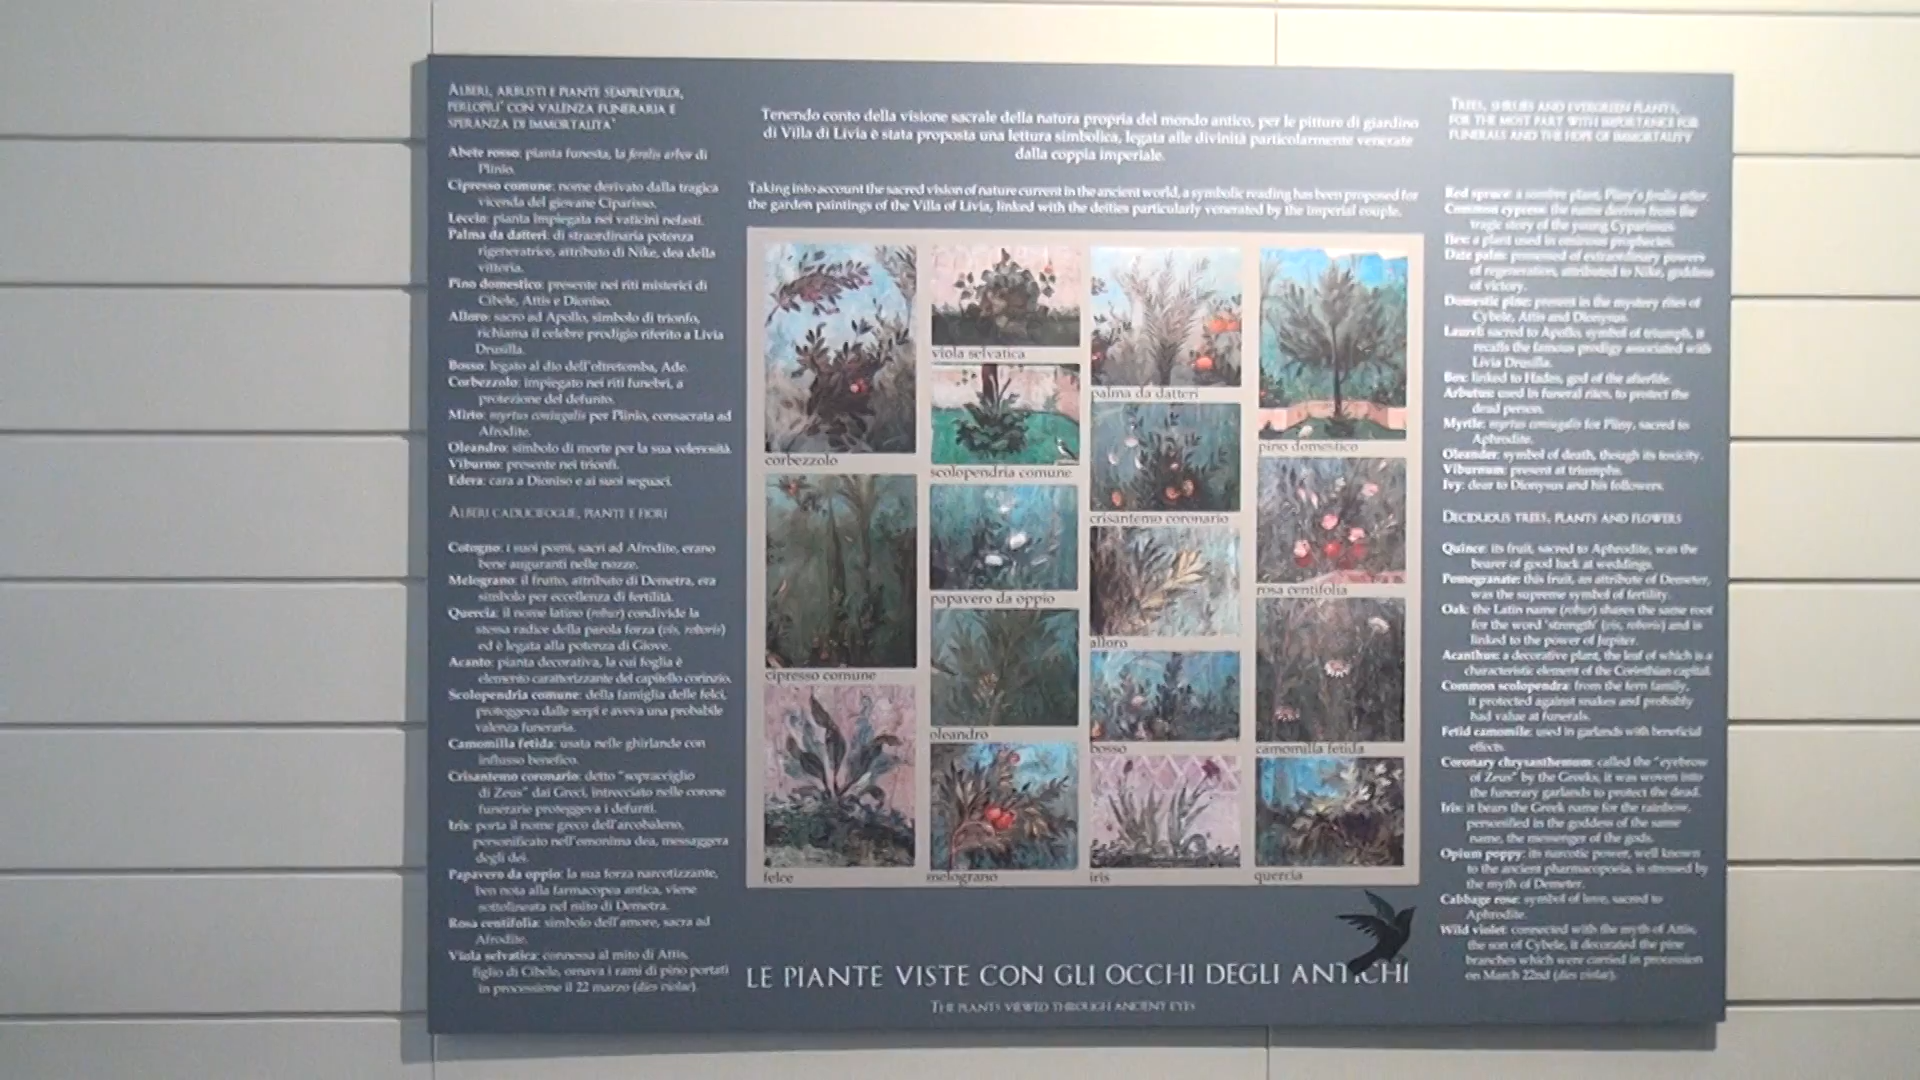 ALBERI, ARBUSTI E PIANTE SEMPREVERDI,
PERLOPIU' CON VALENZA FUNERARIA E
SPERANZA DI IMMORTALITA'
Abete rosso: pianta funesta, la feralis arbor di
Plinio.
Cipresso comune: nome derivato dalla tragica
vicenda del giovane Ciparisso.
Leccio: pianta impiegata nei vaticini nefasti.
Palma da datteri: di straordinaria potenza
rigeneratrice, attributo di Nike, dea della
vittoria.
Pino domestico: presente nei riti misterici di
Cibele, Attis e Dioniso.
Alloro: sacro ad Apollo, simbolo di trionfo,
richiama il celebre prodigio riferito a Livia
Drusilla.
Bosso: legato al dio dell'oltretomba, Ade.
Corbezzolo: impiegato nei riti funebri, a
protezione del defunto.
Mirto: myrtus coniugalis per Plinio, consacrata ad
Afrodite.
Oleandro: simbolo di morte per la sua velenosità.
Viburno: presente nei trionfi.
Edera: cara a Dioniso e ai suoi seguaci.
ALBERI CADUCIFOGLIE, PIANTE E FIORI
Cotogno: i suoi pomi, sacri ad Afrodite, erano
bene auguranti nelle nozze.
Melograno: il frutto, attributo di Demetra, era
simbolo per eccellenza di fertilità.
Quercia: il nome latino (robur) condivide la
stessa radice della parola forza (vis, roboris)
ed è legata alla potenza di Giove.
Acanto: pianta decorativa, la cui foglia è
elemento caratterizzante del capitello corinzio.
Scolopendria comune: della famiglia delle felci,
proteggeva dalle serpi e aveva una probabile
valenza funeraria.
Camomilla fetida: usata nelle ghirlande con
influsso benefico.
Crisantemo coronario: detto "sopracciglio
di Zeus" dai Greci, intrecciato nelle corone
funerarie proteggeva i defunti.
Iris: porta il nome greco dell'arcobaleno,
personificato nell'omonima dea, messaggera
degli dei.
Papavero da oppio: la sua forza narcotizzante,
ben nota alla farmacopea antica, viene
sottolineata nel mito di Demetra.
Rosa centifolia: simbolo dell'amore, sacra ad
Afrodite.
Viola selvatica: connessa al mito di Attis,
figlio di Cibele, ornava i rami di pino portati
in processione il 22 marzo (dies violae).
Tenendo conto della visione sacrale della natura propria del mondo antico, per le pitture di giardino
di Villa di Livia è stata proposta una lettura simbolica, legata alle divinità particolarmente venerate
dalla coppia imperiale.
Taking into account the sacred vision of nature current in the ancient world, a symbolic reading has been proposed for
the garden paintings of the Villa of Livia, linked with the deities particularly venerated by the imperial couple.
corbezzolo
cipresso comune
felce
viola selvatica
scolopendria comune
papavero da oppio
oleandro
melograno
palma da datteri
crisantemo coronario
alloro
bosso
iris
pino domestico
rosa centifolia
camomilla fetida
quercia
LE PIANTE VISTE CON GLI OCCHI DEGLI ANTICHI
THE PLANTS VIEWED THROUGH ANCIENT EYES
TREES, SHRUBS AND EVERGREEN PLANTS,
FOR THE MOST PART WITH IMPORTANCE FOR
FUNERALS AND THE HOPE OF IMMORTALITY
Red spruce: a sombre plant, Pliny's feralis arbor.
Common cypress: the name derives from the
tragic story of the young Cyparissus.
Ilex: a plant used in ominous prophecies.
Date palm: possessed of extraordinary powers
of regeneration, attributed to Nike, goddess
of victory.
Domestic pine: present in the mystery rites of
Cybele, Attis and Dionysus.
Laurel: sacred to Apollo, symbol of triumph, it
recalls the famous prodigy associated with
Livia Drusilla.
Box: linked to Hades, god of the afterlife.
Arbutus: used in funeral rites, to protect the
dead person.
Myrtle: myrtus coniugalis for Pliny, sacred to
Aphrodite.
Oleander: symbol of death, though its toxicity.
Viburnum: present at triumphs.
Ivy: dear to Dionysus and his followers.
DECIDUOUS TREES, PLANTS AND FLOWERS
Quince: its fruit, sacred to Aphrodite, was the
bearer of good luck at weddings.
Pomegranate: this fruit, an attribute of Demeter,
was the supreme symbol of fertility.
Oak: the Latin name (robur) shares the same root
for the word 'strength' (vis, roboris) and is
linked to the power of Jupiter.
Acanthus: a decorative plant, the leaf of which is a
characteristic element of the Corinthian capital.
Common scolopendra: from the fern family,
it protected against snakes and probably
had value at funerals.
Fetid camomile: used in garlands with beneficial
effects.
Coronary chrysanthemum: called the "eyebrow
of Zeus" by the Greeks, it was woven into
the funerary garlands to protect the dead.
Iris: it bears the Greek name for the rainbow,
personified in the goddess of the same
name, the messenger of the gods.
Opium poppy: its narcotic power, well known
to the ancient pharmacopoeia, is stressed by
the myth of Demeter.
Cabbage rose: symbol of love, sacred to
Aphrodite.
Wild violet: connected with the myth of Attis,
the son of Cybele, it decorated the pine
branches which were carried in procession
on March 22nd (dies violae).